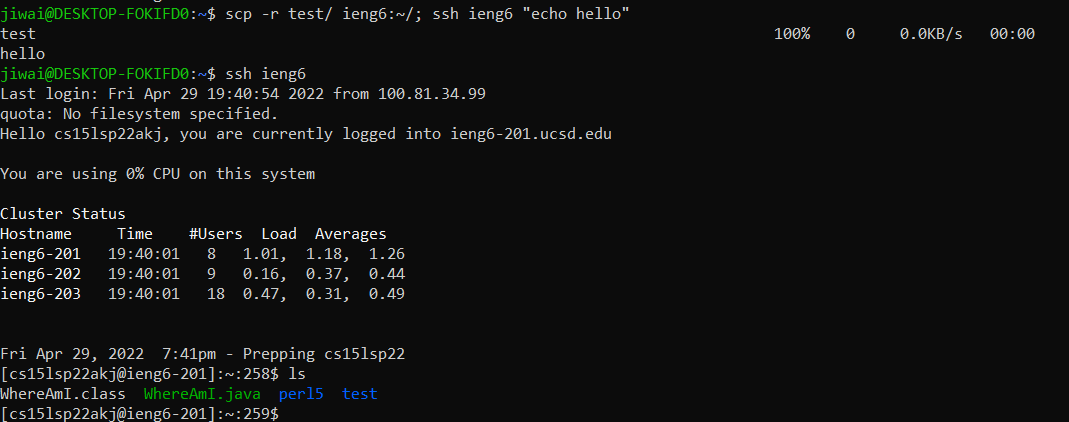 jiwai@DESKTOP-FOKIFD0:~$ scp -r test/ ieng6:~/; ssh ieng6 "echo hello"
test 100% 0 0.0KB/s 00:00
hello
jiwai@DESKTOP-FOKIFD0:~$ ssh ieng6
Last login: Fri Apr 29 19:40:54 2022 from 100.81.34.99
quota: No filesystem specified.
Hello cs15lsp22akj, you are currently logged into ieng6-201.ucsd.edu
You are using 0% CPU on this system
Cluster Status
Hostname Time #Users Load Averages
ieng6-201 19:40:01 8 1.01, 1.18, 1.26
ieng6-202 19:40:01 9 0.16, 0.37, 0.44
ieng6-203 19:40:01 18 0.47, 0.31, 0.49
Fri Apr 29, 2022 7:41pm - Prepping cs15lsp22
[cs15lsp22akj@ieng6-201]:~:258$ ls
WhereAmI.class WhereAmI.java perl5 test
[cs15lsp22akj@ieng6-201]:~:259$